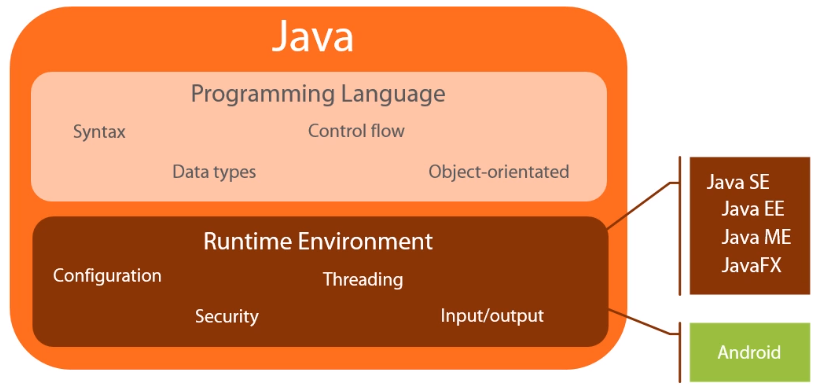 Java
Programming Language
Syntax
Control flow
Data types
Object-orientated
Runtime Environment
Configuration
Threading
Security
Input/output
Java SE
Java EE
Java ME
JavaFX
Android